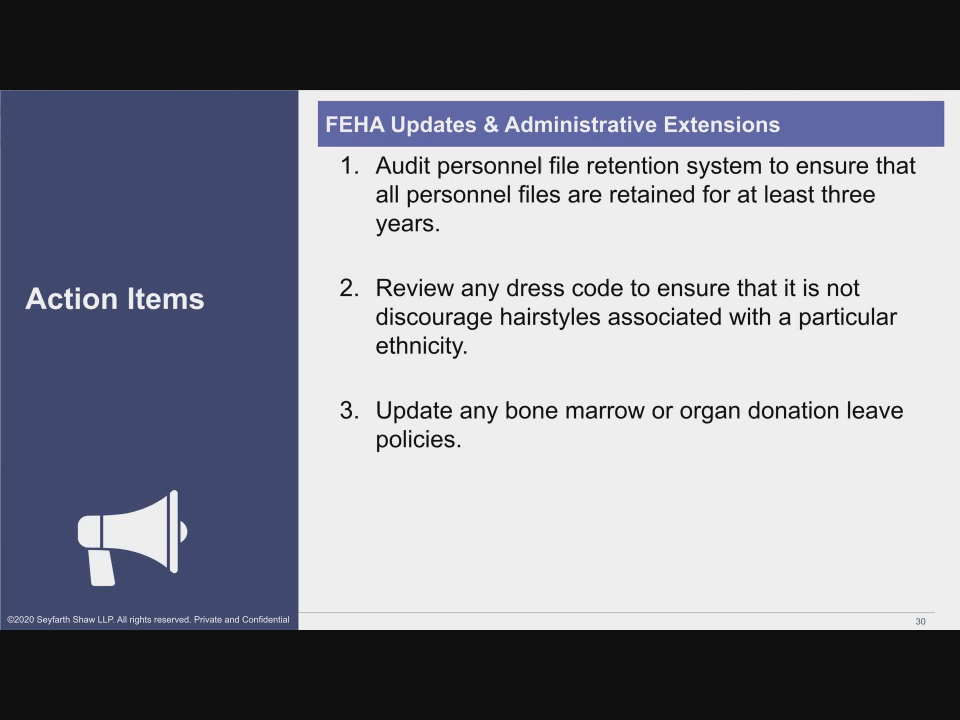 FEHA Updates & Administrative Extensions
1. Audit personnel file retention system to ensure that
all personnel files are retained for at least three
years.
2. Review any dress code to ensure that it is not
discourage hairstyles associated with a particular
ethnicity.
3. Update any bone marrow or organ donation leave
policies.
Action Items
©2020 Seyfarth Shaw LLP. All rights reserved. Private and Confidential
30